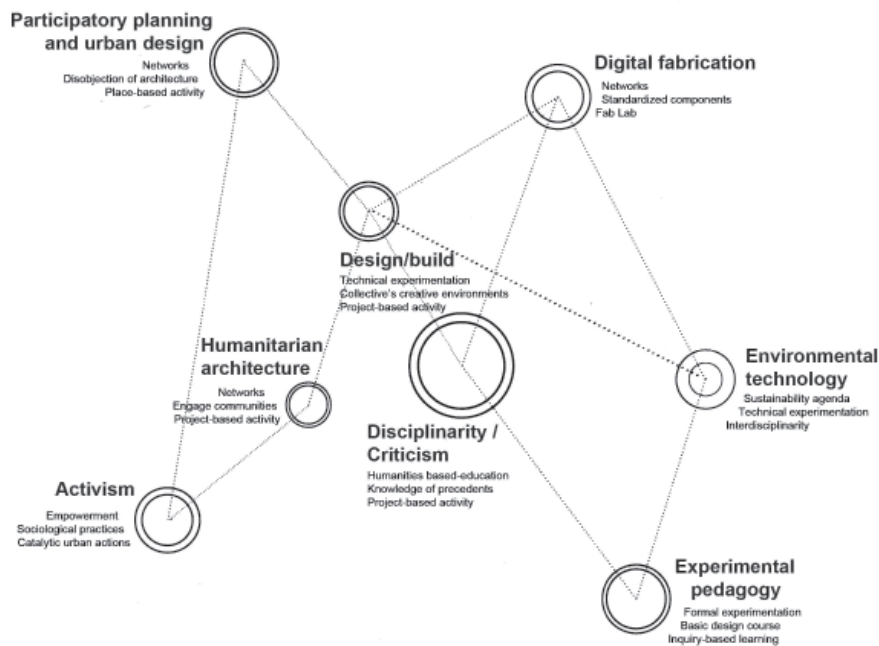 Participatory planning
and urban design
Networks
Disobjection of architecture
Place-based activity
Digital fabrication
Networks
Standardized components
Fab Lab
Design/build
Technical experimentation
Collective's creative environments
Project-based activity
Humanitarian
architecture
Networks
Engage communities
Project-based activity
Environmental
technology
Sustainability agenda
Technical experimentation
Interdisciplinarity
Disciplinarity /
Criticism
Humanities based-education
Knowledge of precedents
Project-based activity
Activism
Empowerment
Sociological practices
Catalytic urban actions
Experimental
pedagogy
Formal experimentation
Basic design course
Inquiry-based learning